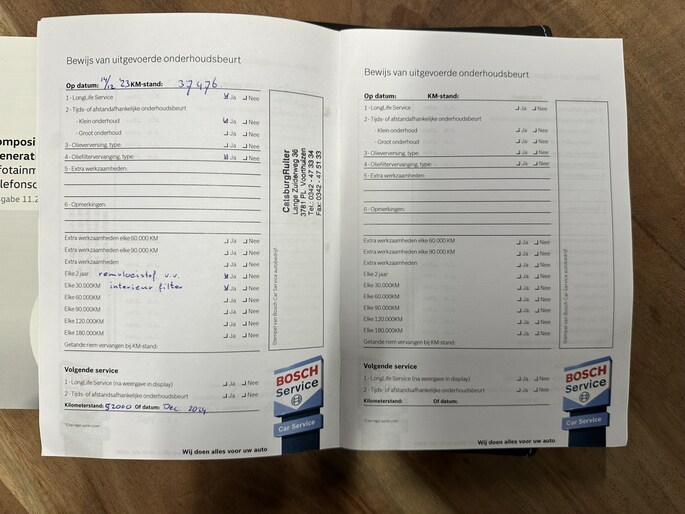 omposi
enerati
fotainm
lefonsc
gabe 11.2
Bewijs van uitgevoerde onderhoudsbeurt
Op datum: 14/12 '23 KM-stand: 37476
1 - LongLife Service Ja Nee
2 - Tijds- of afstandafhankelijke onderhoudsbeurt
- Klein onderhoud Ja Nee
- Groot onderhoud Ja Nee
3 - Olieverversing, type: Ja Nee
4 - Oliefiltervervanging, type: Ja Nee
5 - Extra werkzaamheden:
6 - Opmerkingen:
Extra werkzaamheden elke 60.000 KM Ja Nee
Extra werkzaamheden elke 90.000 KM Ja Nee
Extra werkzaamheden Ja Nee
Elke 2 jaar remvloeistof v.v. Ja Nee
Elke 30.000KM interieur filter Ja Nee
Elke 60.000KM Ja Nee
Elke 90.000KM Ja Nee
Elke 120.000KM Ja Nee
Elke 180.000KM Ja Nee
Getande riem vervangen bij KM-stand:
CalsburgRuiter
Lange Zuiderweg 36
3781 PL Voorthuizen
Tel.: 0342 - 47 33 34
Fax: 0342 - 47 51 33
Stempel van Bosch Car Service autobedrijf
Volgende service
1 - LongLife Service (na weergave in display) Ja Nee
2 - Tijds- of afstandsafhankelijke onderhoudsbeurt Ja Nee
Kilometerstand: 52000 Of datum: Dec 2024
BOSCH
Service
Car Service
Wij doen alles voor uw auto
Bewijs van uitgevoerde onderhoudsbeurt
Op datum: KM-stand:
1 - LongLife Service Ja Nee
2 - Tijds- of afstandafhankelijke onderhoudsbeurt
- Klein onderhoud Ja Nee
- Groot onderhoud Ja Nee
3 - Olieverversing, type: Ja Nee
4 - Oliefiltervervanging, type: Ja Nee
5 - Extra werkzaamheden:
6 - Opmerkingen:
Extra werkzaamheden elke 60.000 KM Ja Nee
Extra werkzaamheden elke 90.000 KM Ja Nee
Extra werkzaamheden Ja Nee
Elke 2 jaar Ja Nee
Elke 30.000KM Ja Nee
Elke 60.000KM Ja Nee
Elke 90.000KM Ja Nee
Elke 120.000KM Ja Nee
Elke 180.000KM Ja Nee
Getande riem vervangen bij KM-stand:
Stempel van Bosch Car Service autobedrijf
Volgende service
1 - LongLife Service (na weergave in display) Ja Nee
2 - Tijds- of afstandsafhankelijke onderhoudsbeurt Ja Nee
Kilometerstand: Of datum:
BOSCH
Service
Car Service
Wij doen alles voor uw auto